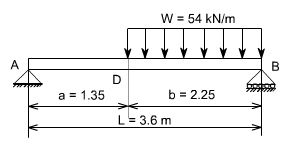 W = 54 kN/m
A
B
D
a = 1.35
b = 2.25
L = 3.6 m